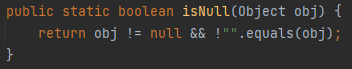 public static boolean isNull(Object obj) {
    return obj != null && !"".equals(obj);
}